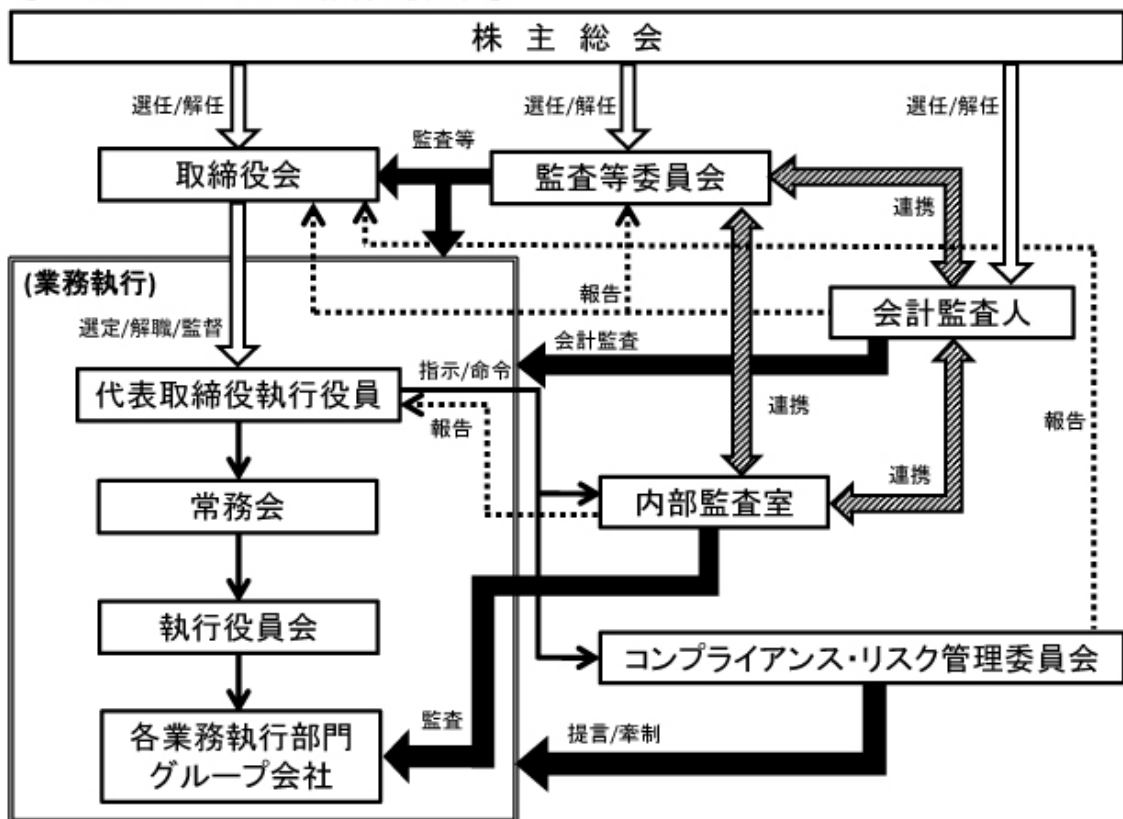 株主総会
選任/解任
選任/解任
選任/解任
監査等
取締役会
監査等委員会
連携
(業務執行)
報告
会計監査人
選定/解職/監督
会計監査
指示/命令
代表取締役執行役員
連携
報告
報告
連携
常務会
内部監査室
執行役員会
コンプライアンス・リスク管理委員会
監査
提言/牽制
各業務執行部門
グループ会社